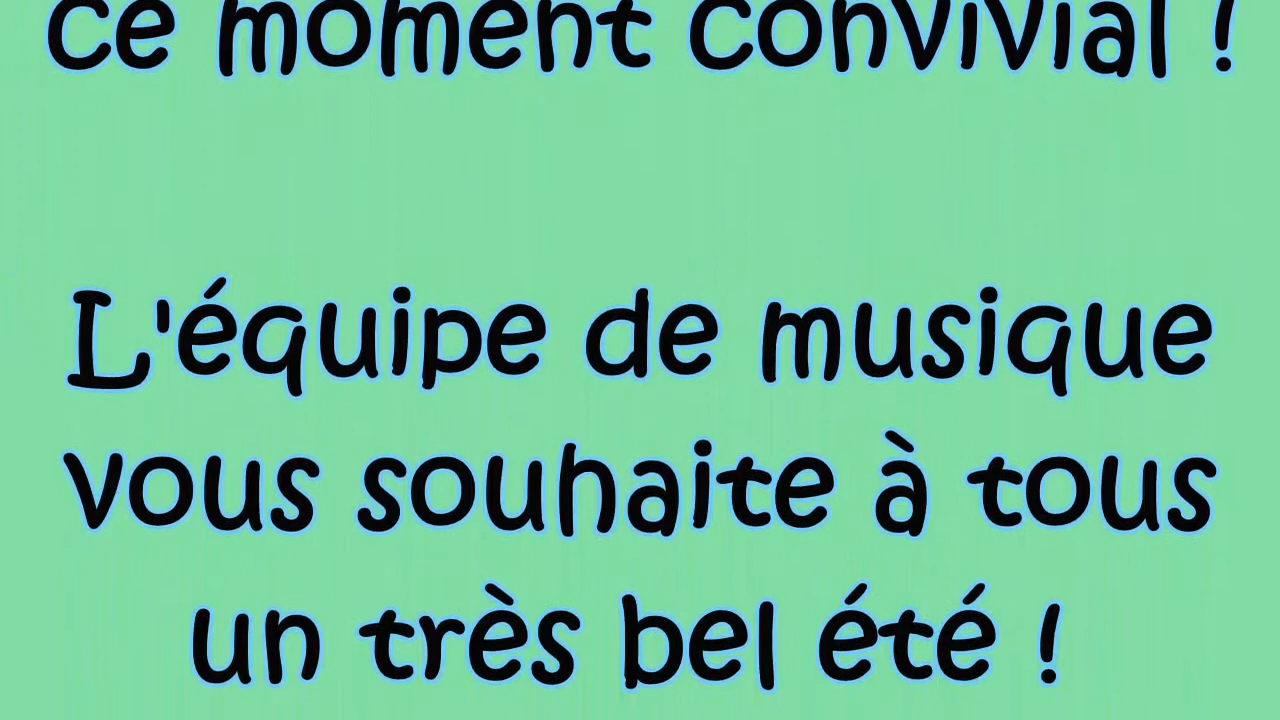 ce moment convivial !
L'équipe de musique
vous souhaite à tous
un très bel été !